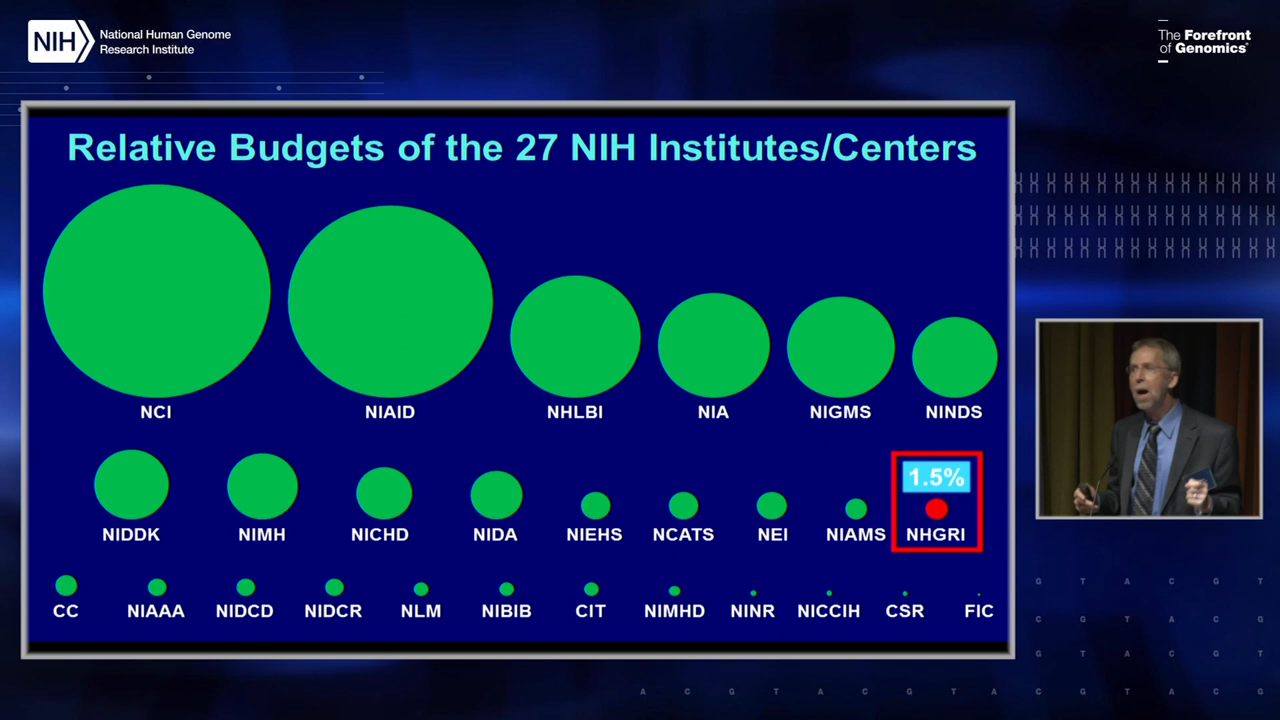 NIH
National Human Genome
Research Institute
The Forefront
of Genomics®
Relative Budgets of the 27 NIH Institutes/Centers
NCI NIAID NHLBI NIA NIGMS NINDS
1.5%
NIDDK NIMH NICHD NIDA NIEHS NCATS NEI NIAMS NHGRI
CC NIAAA NIDCD NIDCR NLM NIBIB CIT NIMHD NINR NICCIH CSR FIC
G T A C G T
C G T A C G
G T A C G T
A C G T A C G T A C G T A C G